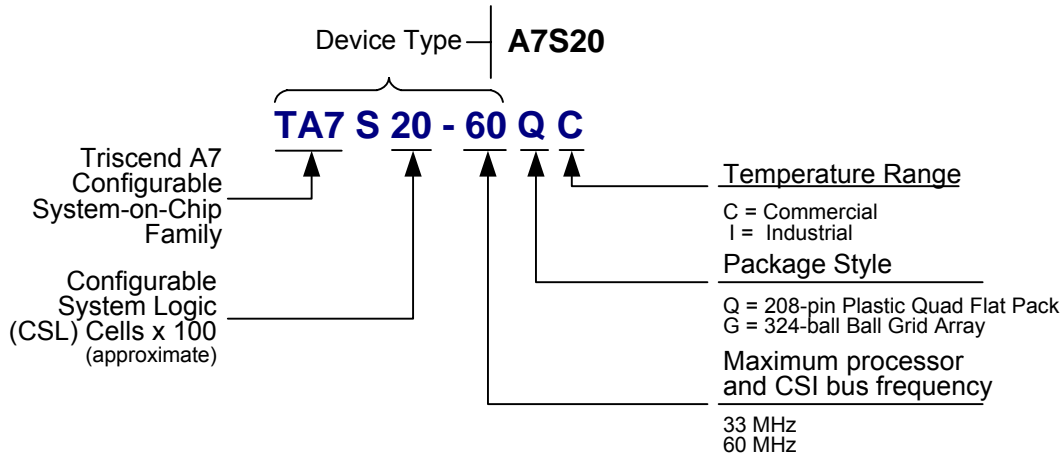 Device Type
A7S20
TA7 S 20 - 60 Q C
Triscend A7
Configurable
System-on-Chip
Family
Configurable
System Logic
(CSL) Cells x 100
(approximate)
Temperature Range
C = Commercial
I = Industrial
Package Style
Q = 208-pin Plastic Quad Flat Pack
G = 324-ball Ball Grid Array
Maximum processor
and CSI bus frequency
33 MHz
60 MHz